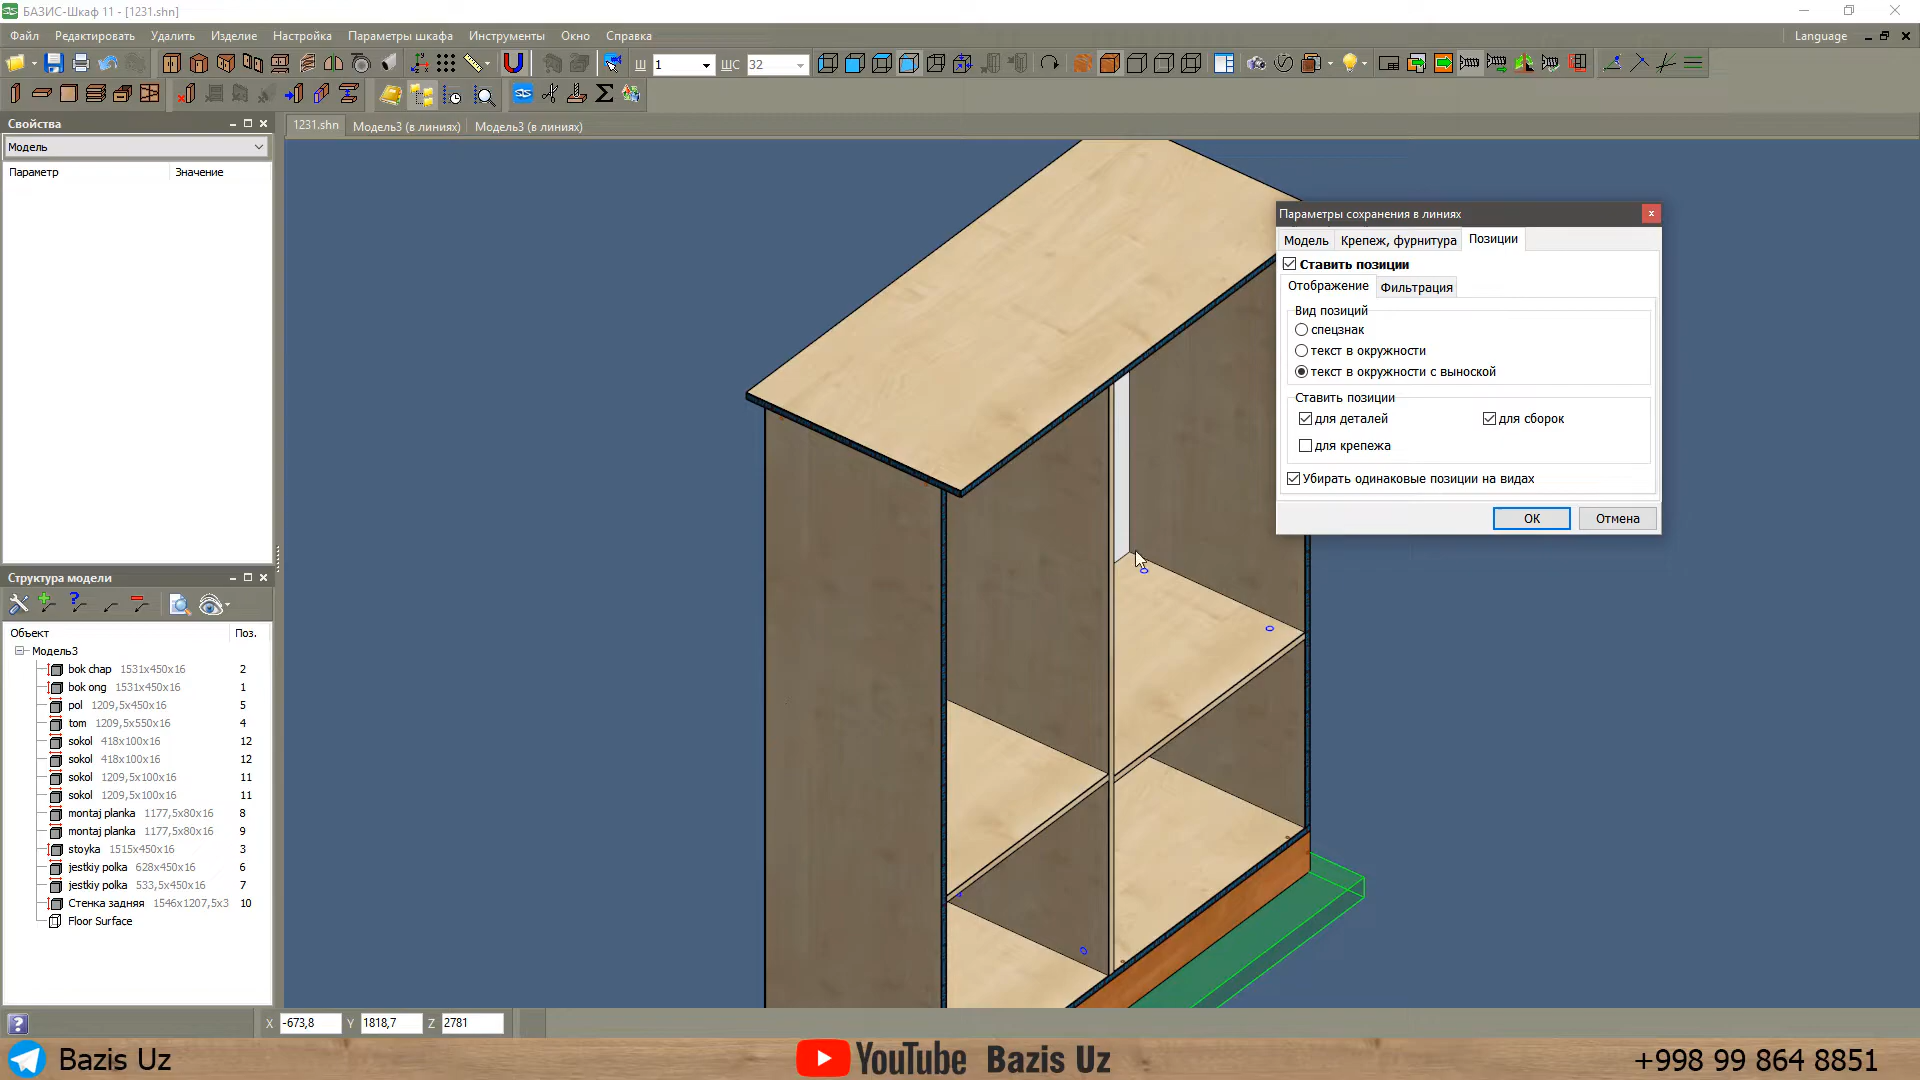 БАЗИС-Шкаф 11 - [1231.shn]
Файл Редактировать Удалить Изделие Настройка Параметры шкафа Инструменты Окно Справка Language
Ш 1 ШС 32
Свойства
1231.shn Модель3 (в линиях) Модель3 (в линиях)
Модель
Параметр Значение
Параметры сохранения в линиях
Модель Крепеж, фурнитура Позиции
Ставить позиции
Отображение Фильтрация
Вид позиций
спецзнак
текст в окружности
текст в окружности с выноской
Ставить позиции
для деталей для сборок
для крепежа
Убирать одинаковые позиции на видах
ОК Отмена
Структура модели
Объект Поз.
Модель3
bok chap 1531x450x16 2
bok ong 1531x450x16 1
pol 1209,5x450x16 5
tom 1209,5x550x16 4
sokol 418x100x16 12
sokol 418x100x16 12
sokol 1209,5x100x16 11
sokol 1209,5x100x16 11
montaj planka 1177,5x80x16 8
montaj planka 1177,5x80x16 9
stoyka 1515x450x16 3
jestkiy polka 628x450x16 6
jestkiy polka 533,5x450x16 7
Стенка задняя 1546x1207,5x3 10
Floor Surface
X -673,8 Y 1818,7 Z 2781
Bazis Uz YouTube Bazis Uz +998 99 864 8851